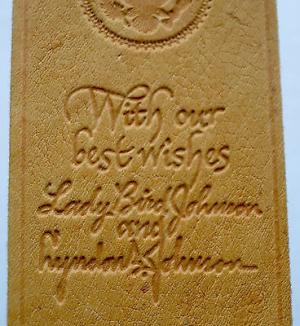 With our
best wishes
Lady Bird Johnson
and
Lyndon B. Johnson